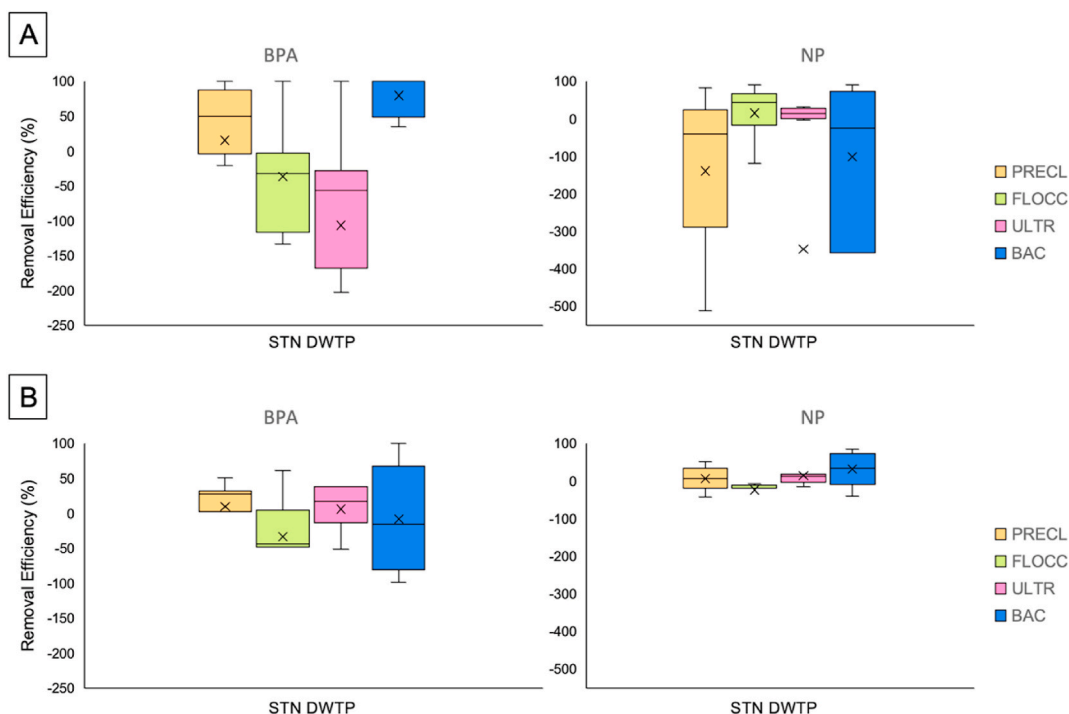 A
BPA
NP
Removal Efficiency (%)
100
50
0
-50
-100
-150
-200
-250
STN DWTP
100
0
-100
-200
-300
-400
-500
STN DWTP
PRECL
FLOCC
ULTR
BAC
B
BPA
NP
Removal Efficiency (%)
100
50
0
-50
-100
-150
-200
-250
STN DWTP
100
0
-100
-200
-300
-400
-500
STN DWTP
PRECL
FLOCC
ULTR
BAC